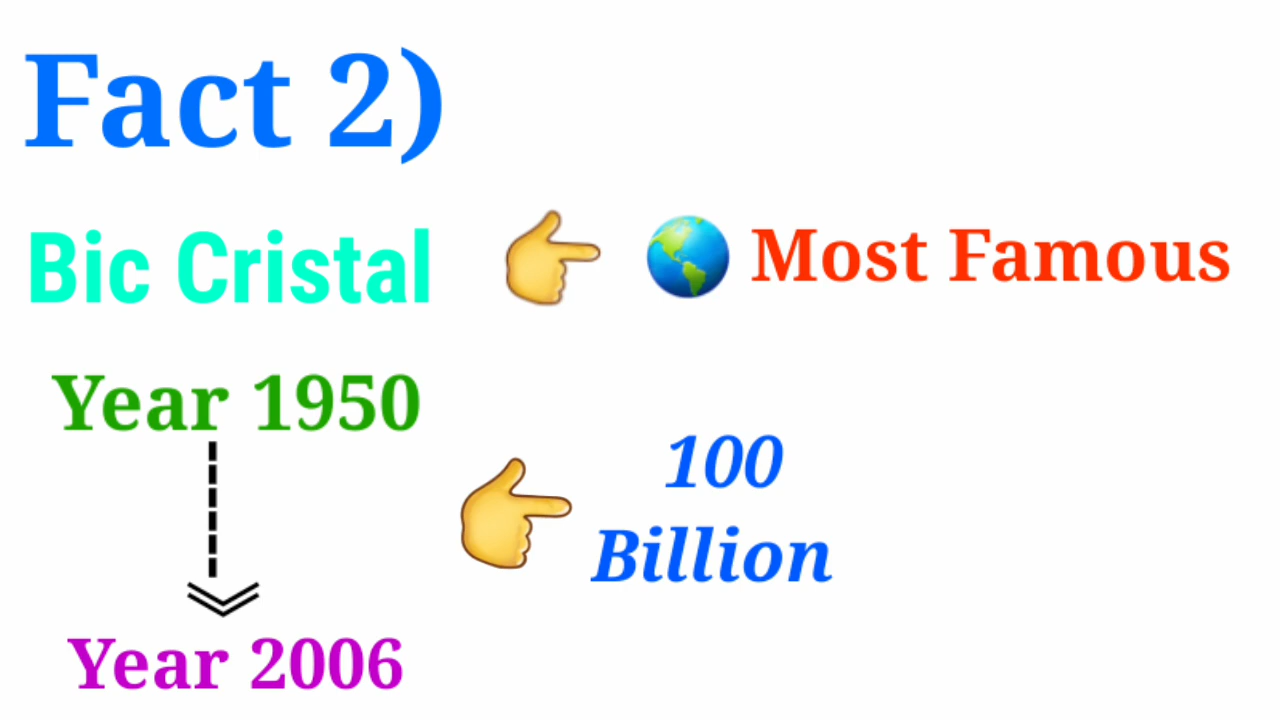 Fact 2)
Bic Cristal
Most Famous
Year 1950
100
Billion
Year 2006